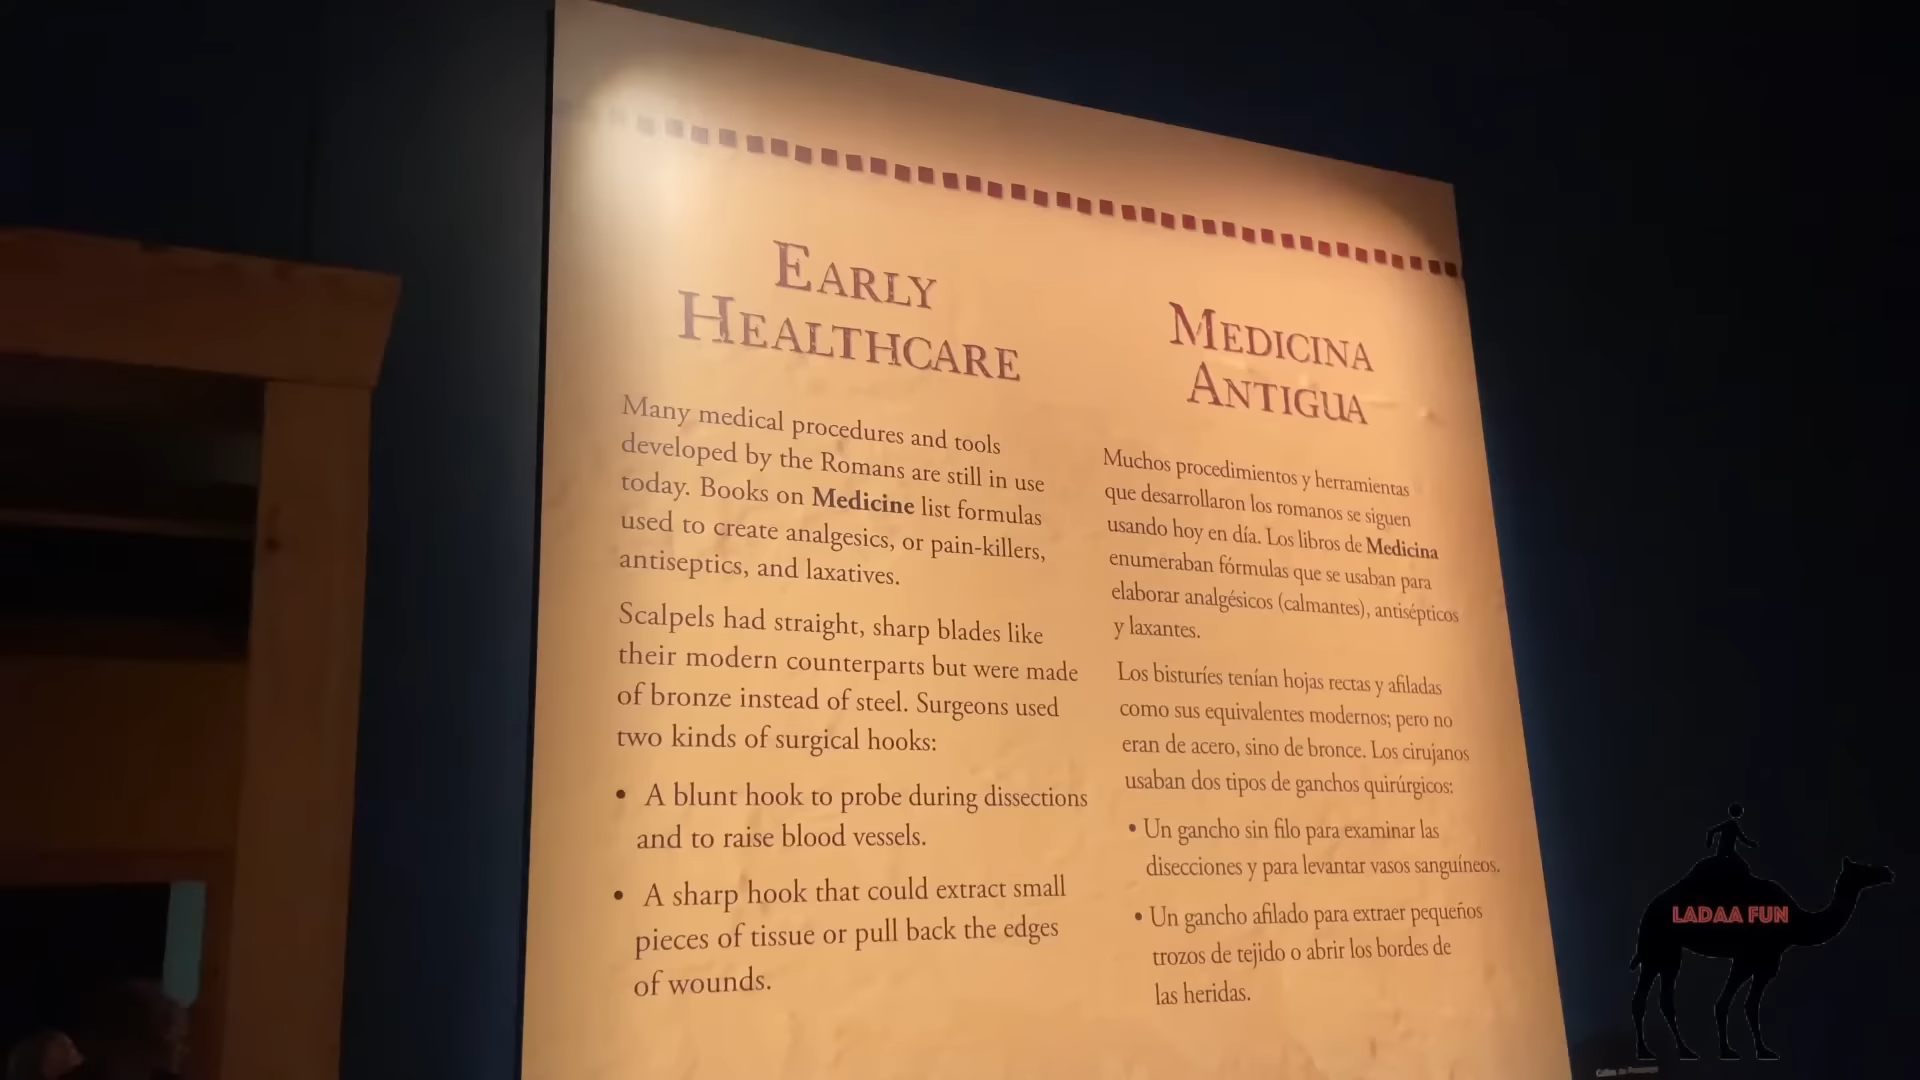 EARLY
HEALTHCARE
Many medical procedures and tools
developed by the Romans are still in use
today. Books on Medicine list formulas
used to create analgesics, or pain-killers,
antiseptics, and laxatives.
Scalpels had straight, sharp blades like
their modern counterparts but were made
of bronze instead of steel. Surgeons used
two kinds of surgical hooks:
• A blunt hook to probe during dissections
and to raise blood vessels.
• A sharp hook that could extract small
pieces of tissue or pull back the edges
of wounds.
MEDICINA
ANTIGUA
Muchos procedimientos y herramientas
que desarrollaron los romanos se siguen
usando hoy en día. Los libros de Medicina
enumeraban fórmulas que se usaban para
elaborar analgésicos (calmantes), antisépticos
y laxantes.
Los bisturíes tenían hojas rectas y afiladas
como sus equivalentes modernos; pero no
eran de acero, sino de bronce. Los cirujanos
usaban dos tipos de ganchos quirúrgicos:
• Un gancho sin filo para examinar las
disecciones y para levantar vasos sanguíneos.
• Un gancho afilado para extraer pequeños
trozos de tejido o abrir los bordes de
las heridas.
LADAA FUN